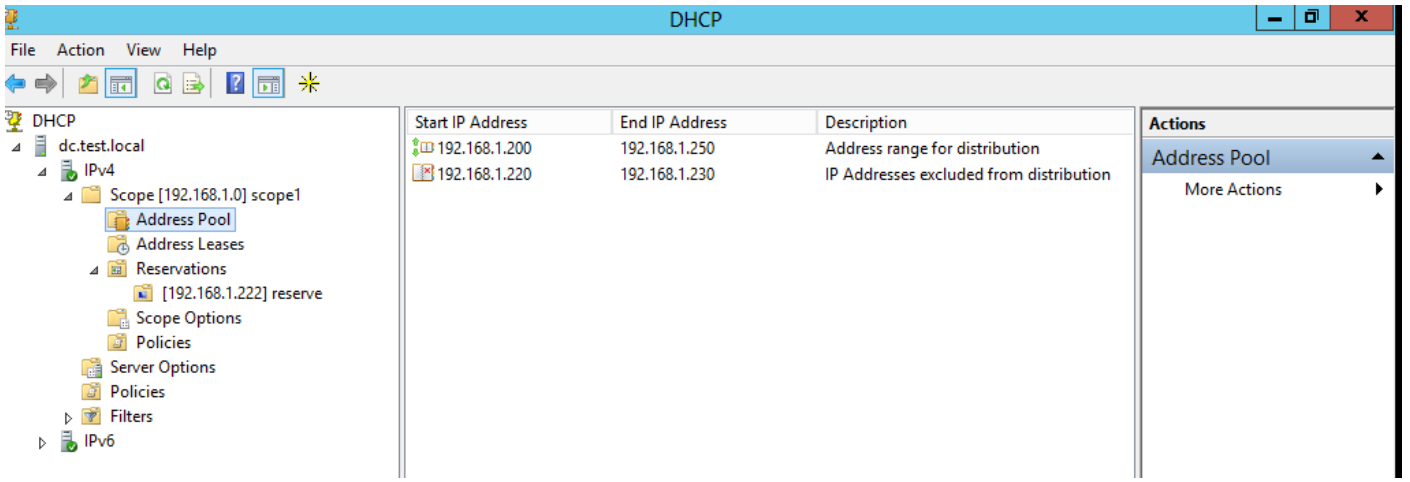 DHCP
File Action View Help
DHCP
dc.test.local
IPv4
Scope [192.168.1.0] scope1
Address Pool
Address Leases
Reservations
[192.168.1.222] reserve
Scope Options
Policies
Server Options
Policies
Filters
IPv6
Start IP Address End IP Address Description
192.168.1.200 192.168.1.250 Address range for distribution
192.168.1.220 192.168.1.230 IP Addresses excluded from distribution
Actions
Address Pool
More Actions